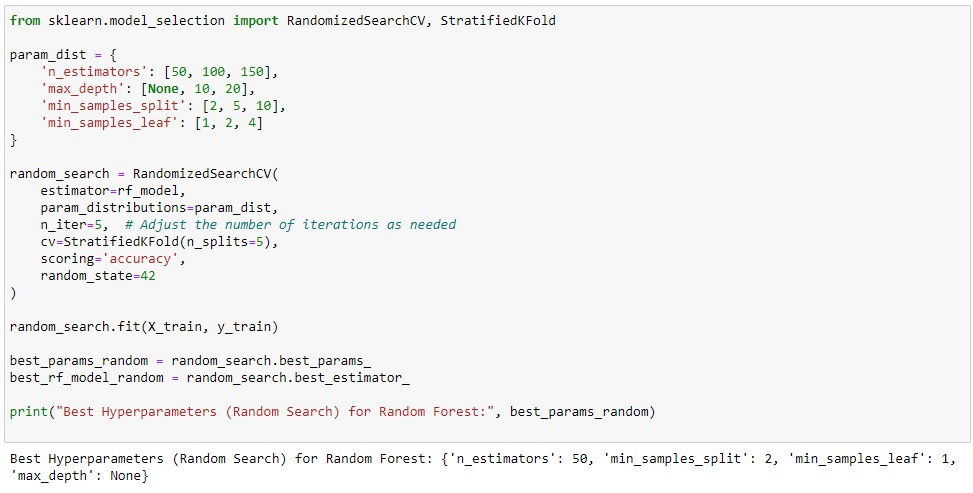 from sklearn.model_selection import RandomizedSearchCV, StratifiedKFold
param_dist = {
    'n_estimators': [50, 100, 150],
    'max_depth': [None, 10, 20],
    'min_samples_split': [2, 5, 10],
    'min_samples_leaf': [1, 2, 4]
}
random_search = RandomizedSearchCV(
    estimator=rf_model,
    param_distributions=param_dist,
    n_iter=5,  # Adjust the number of iterations as needed
    cv=StratifiedKFold(n_splits=5),
    scoring='accuracy',
    random_state=42
)
random_search.fit(X_train, y_train)
best_params_random = random_search.best_params_
best_rf_model_random = random_search.best_estimator_
print("Best Hyperparameters (Random Search) for Random Forest:", best_params_random)
Best Hyperparameters (Random Search) for Random Forest: {'n_estimators': 50, 'min_samples_split': 2, 'min_samples_leaf': 1,
'max_depth': None}